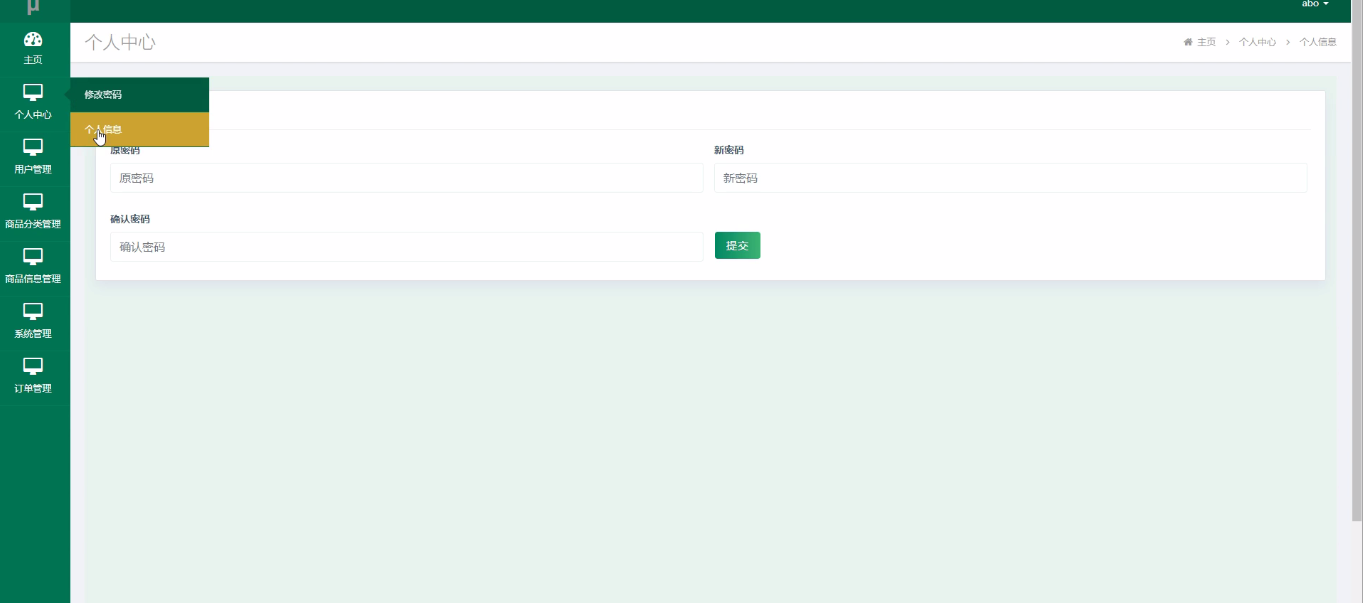 μ
abo
主页
个人中心
用户管理
商品分类管理
商品信息管理
系统管理
订单管理
个人中心
主页 > 个人中心 > 个人信息
修改密码
个人信息
原密码
原密码
新密码
新密码
确认密码
确认密码
提交